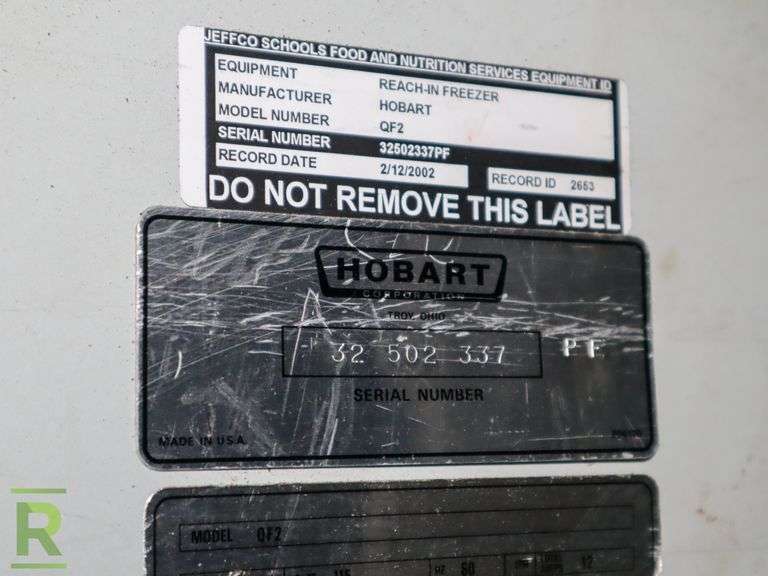 JEFFCO SCHOOLS FOOD AND NUTRITION SERVICES EQUIPMENT ID
EQUIPMENT REACH-IN FREEZER
MANUFACTURER HOBART
MODEL NUMBER QF2
SERIAL NUMBER 32502337PF
RECORD DATE 2/12/2002 RECORD ID 2653
DO NOT REMOVE THIS LABEL
HOBART
CORPORATION
TROY, OHIO
32 502 337 PF
SERIAL NUMBER
MADE IN U.S.A.
MODEL QF2
115 HZ 60 12
R